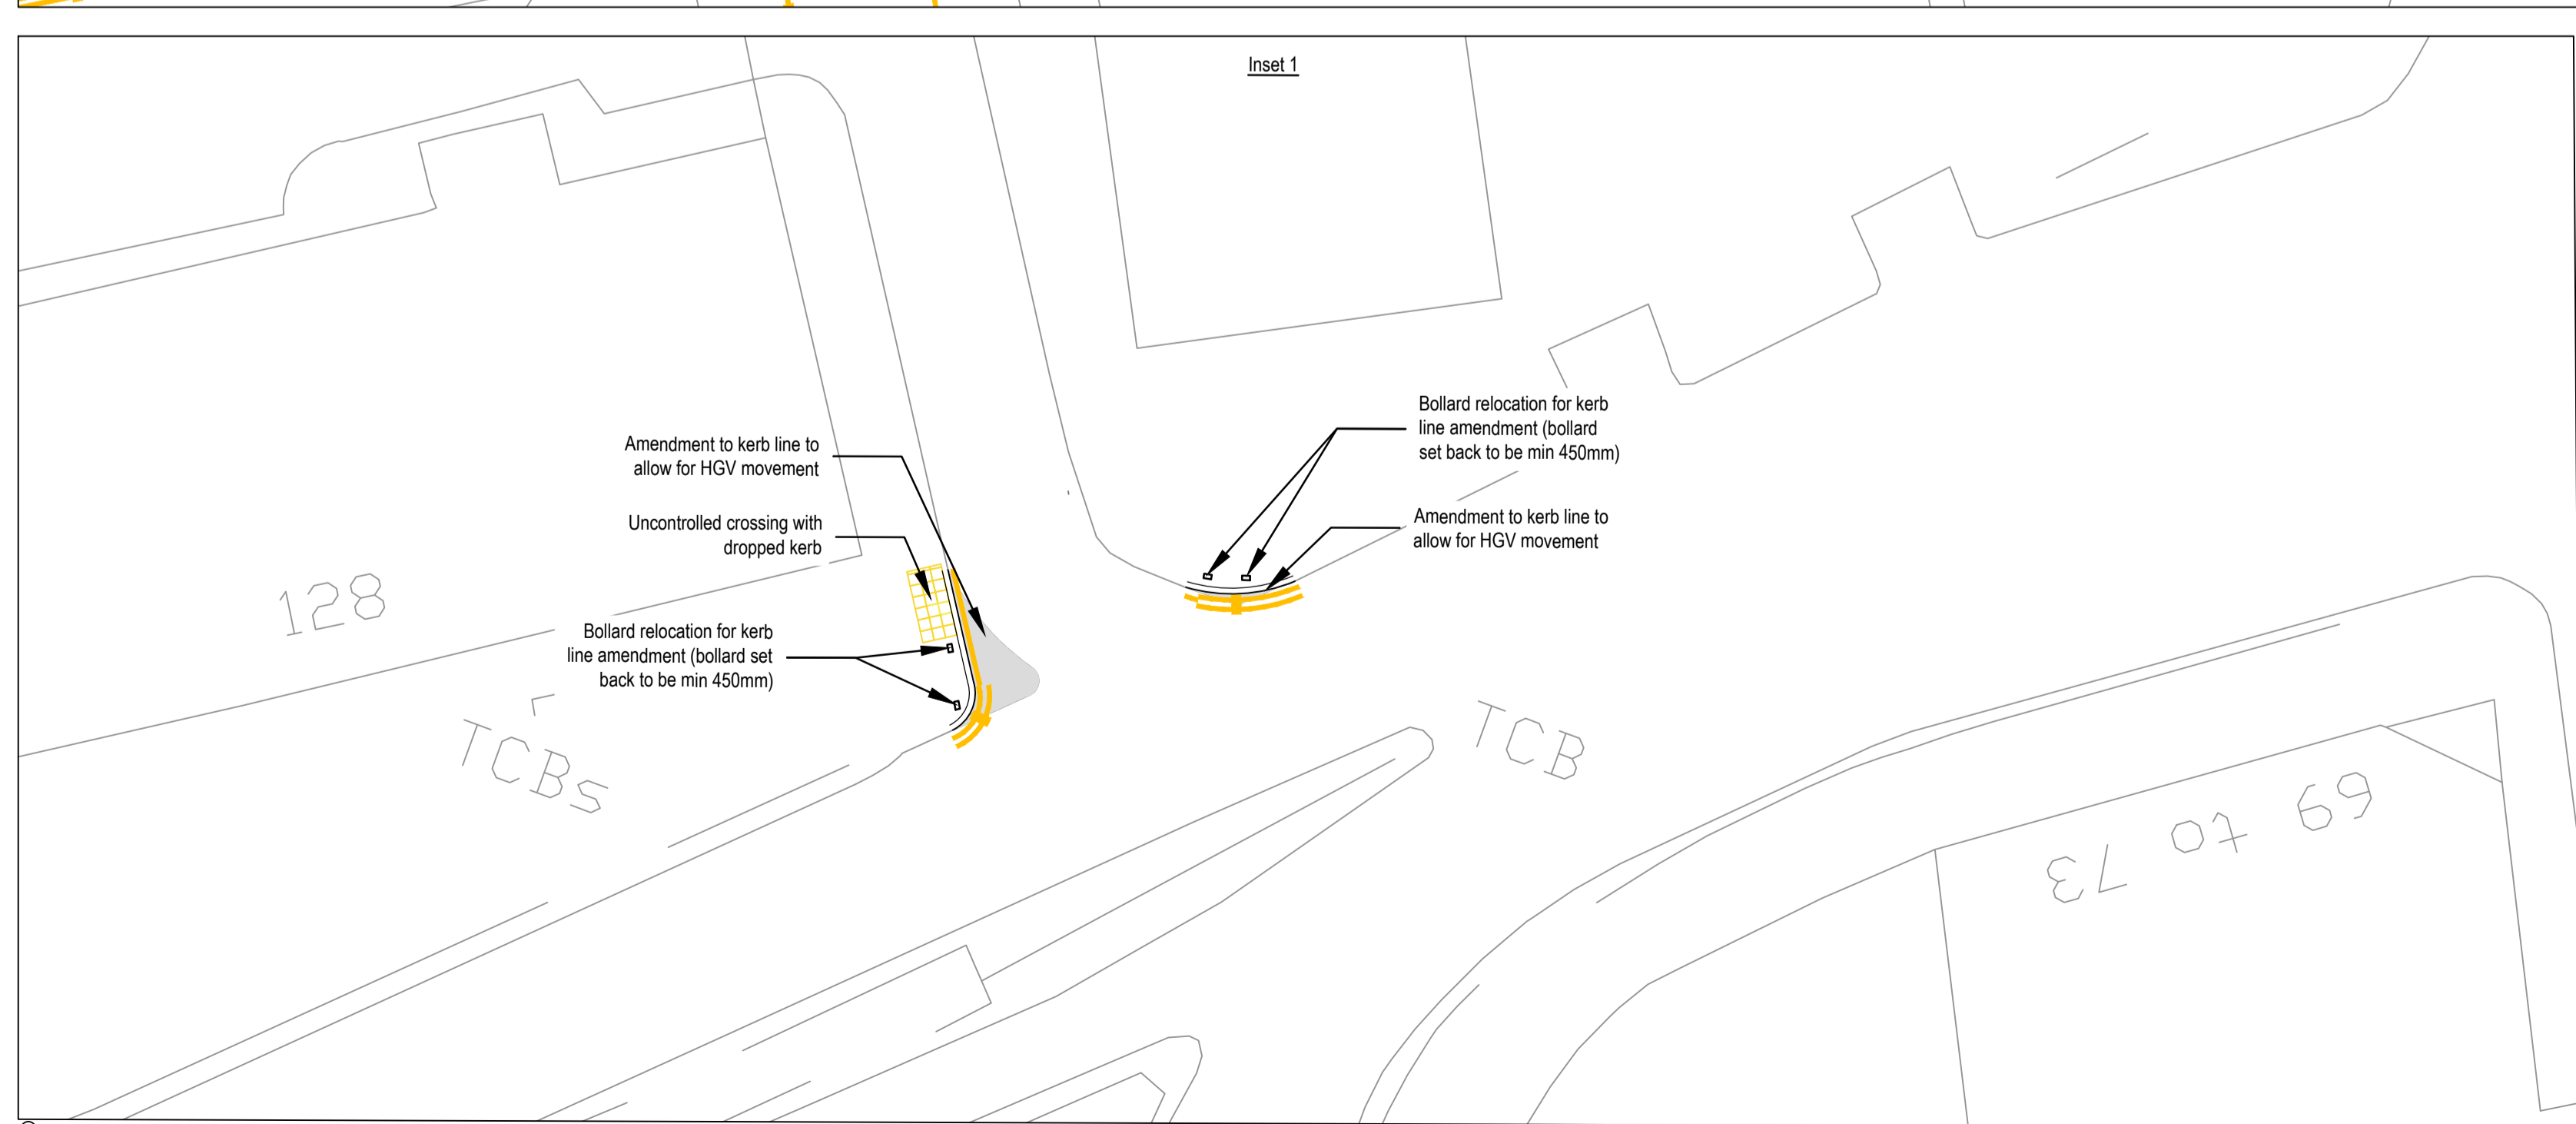 Inset 1
Amendment to kerb line to
allow for HGV movement
Uncontrolled crossing with
dropped kerb
Bollard relocation for kerb
line amendment (bollard set
back to be min 450mm)
Bollard relocation for kerb
line amendment (bollard
set back to be min 450mm)
Amendment to kerb line to
allow for HGV movement
128
TCBs
TCB
69 to 73